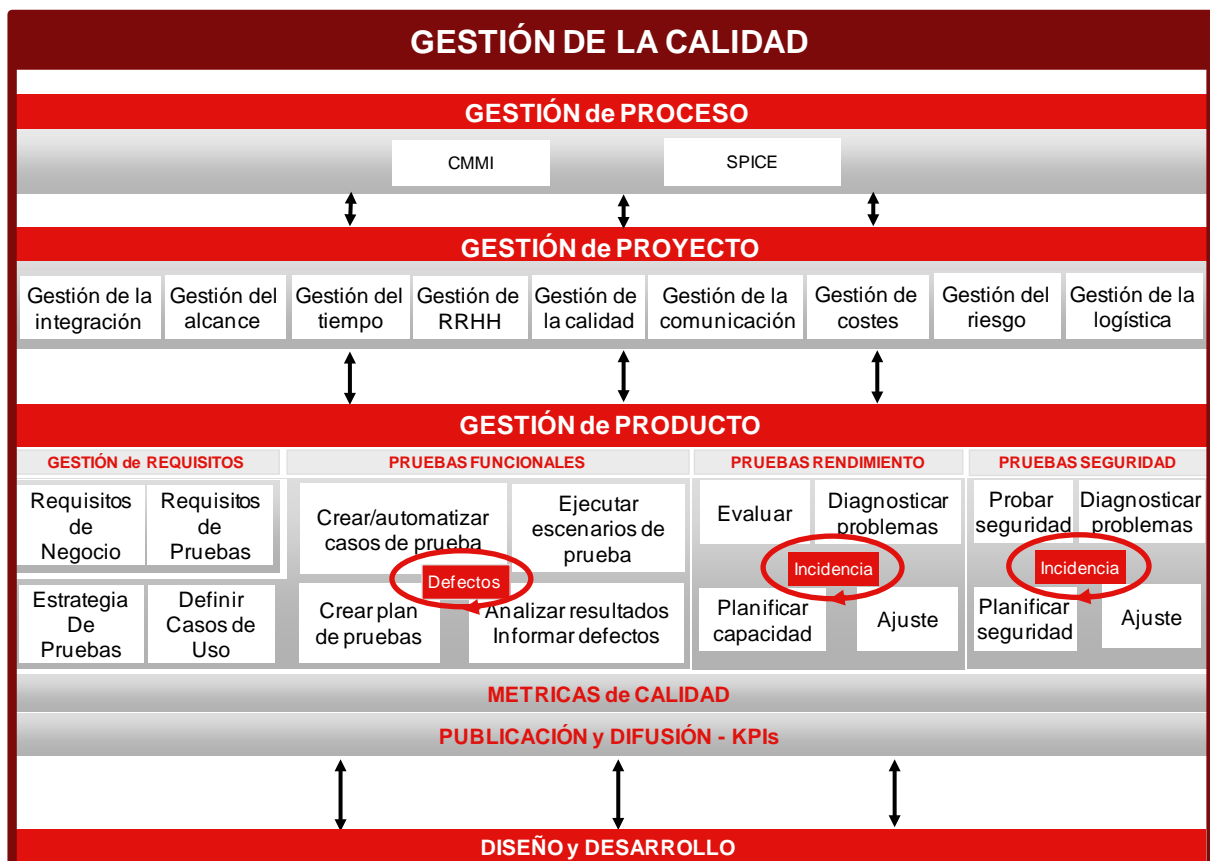 GESTIÓN DE LA CALIDAD
GESTIÓN de PROCESO
CMMI
SPICE
GESTIÓN de PROYECTO
Gestión de la
integración
Gestión del
alcance
Gestión del
tiempo
Gestión de
RRHH
Gestión de
la calidad
Gestión de la
comunicación
Gestión de
costes
Gestión del
riesgo
Gestión de la
logística
GESTIÓN de PRODUCTO
GESTIÓN de REQUISITOS
Requisitos
de
Negocio
Requisitos
de
Pruebas
Estrategia
De
Pruebas
Definir
Casos de
Uso
PRUEBAS FUNCIONALES
Crear/automatizar
casos de prueba
Ejecutar
escenarios de
prueba
Defectos
Crear plan
de pruebas
Analizar resultados
Informar defectos
PRUEBAS RENDIMIENTO
Evaluar
Diagnosticar
problemas
Incidencia
Planificar
capacidad
Ajuste
PRUEBAS SEGURIDAD
Probar
seguridad
Diagnosticar
problemas
Incidencia
Planificar
seguridad
Ajuste
METRICAS de CALIDAD
PUBLICACIÓN y DIFUSIÓN - KPIs
DISEÑO y DESARROLLO